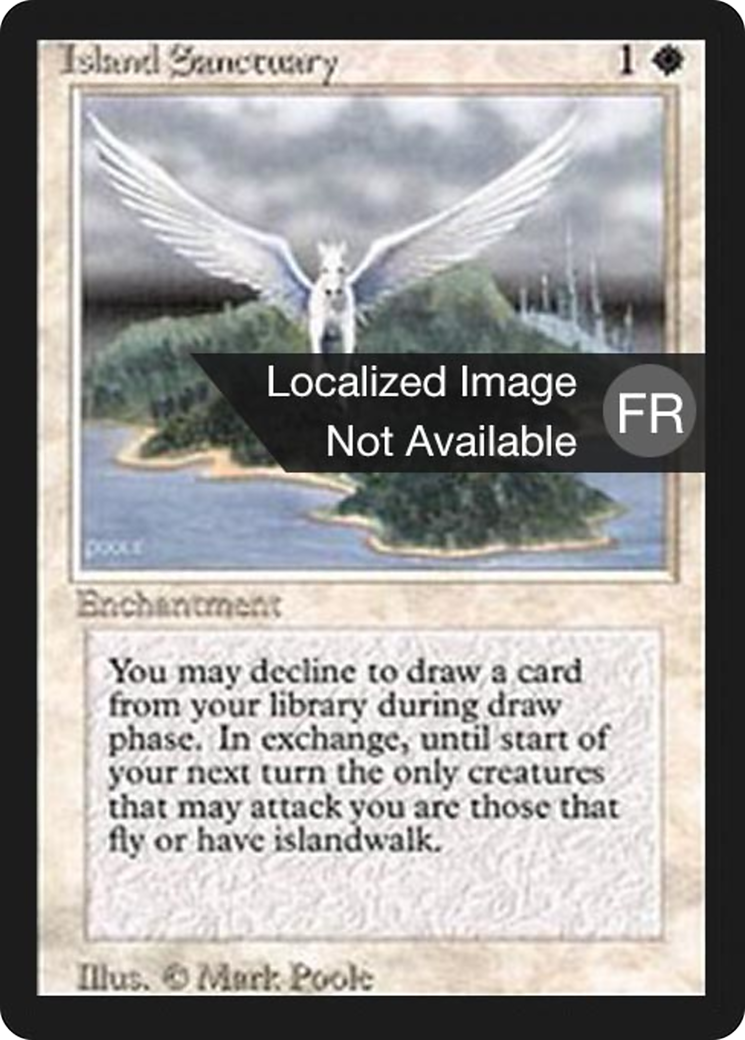 Island Sanctuary 1
Localized Image
Not Available
FR
POOLE
Enchantment
You may decline to draw a card
from your library during draw
phase. In exchange, until start of
your next turn the only creatures
that may attack you are those that
fly or have islandwalk.
Illus. © Mark Poole